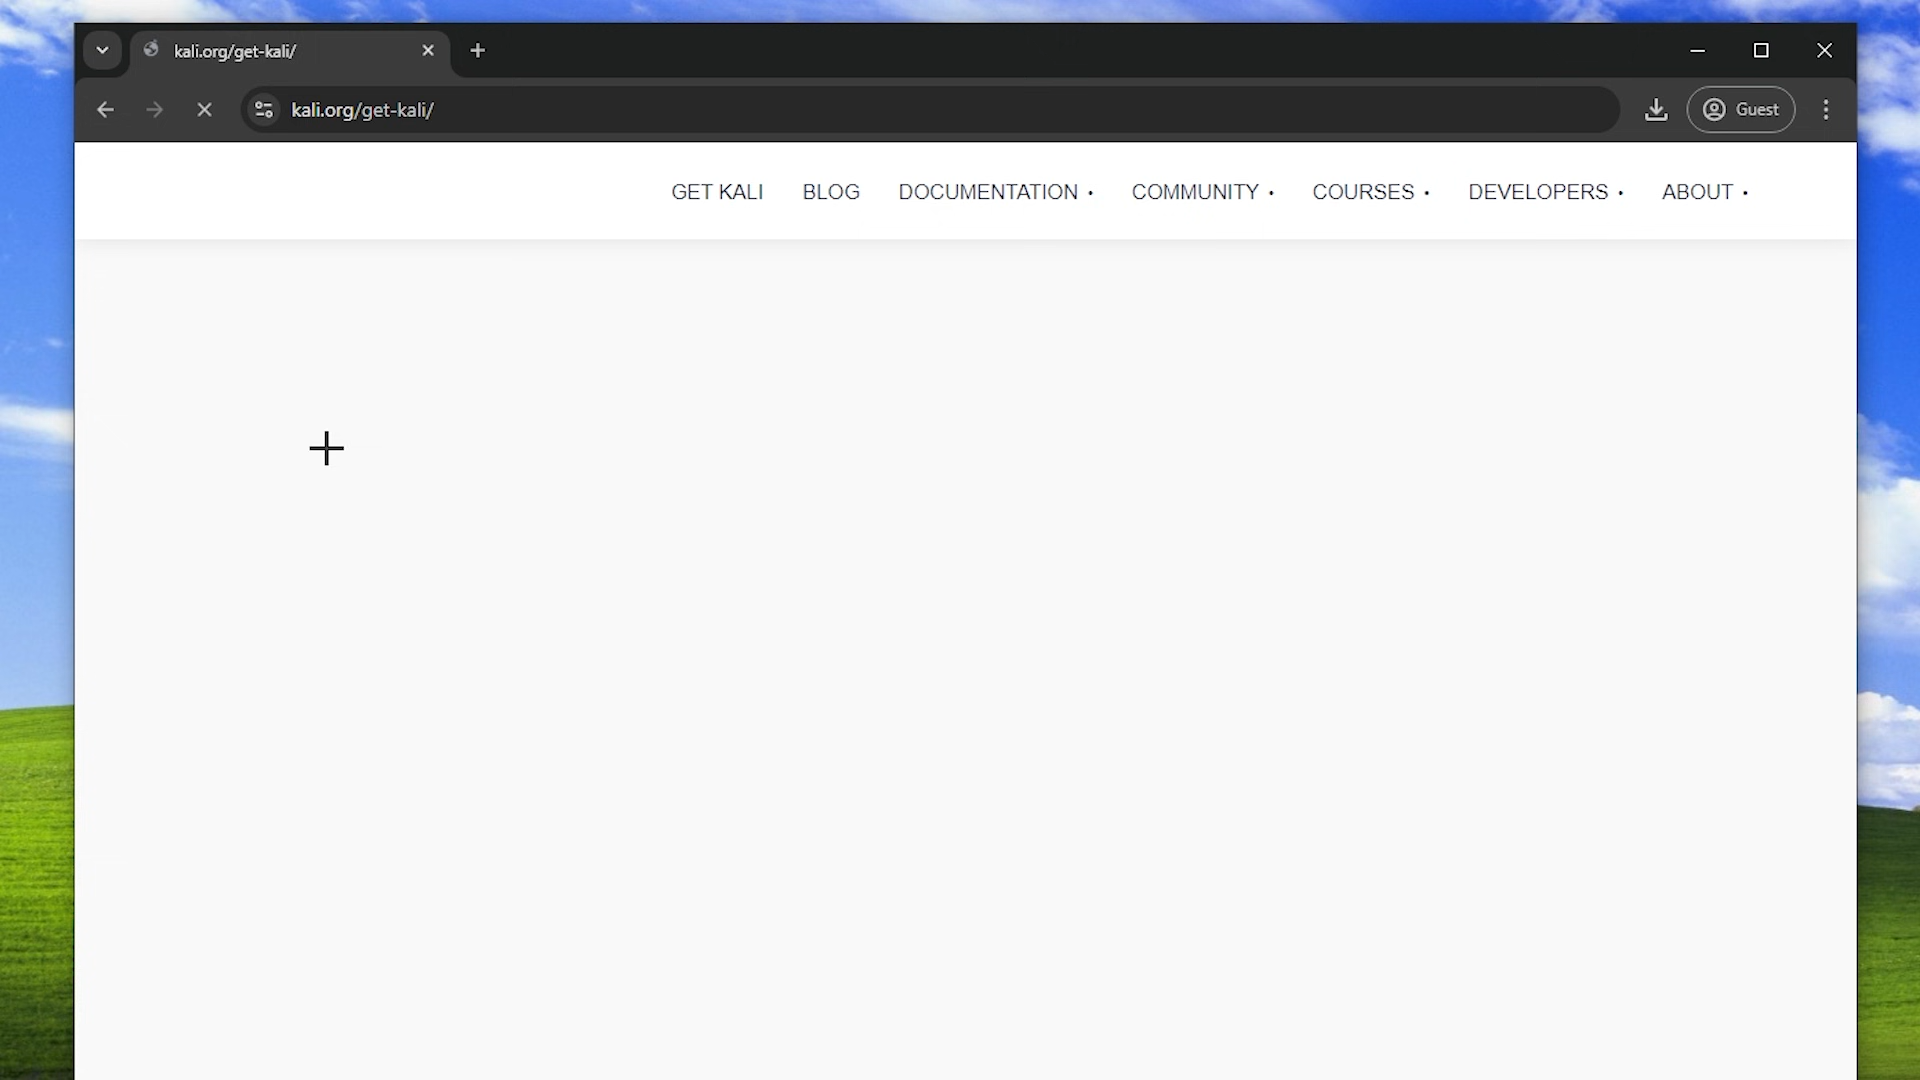 kali.org/get-kali/
kali.org/get-kali/
Guest
GET KALI BLOG DOCUMENTATION • COMMUNITY • COURSES • DEVELOPERS • ABOUT •